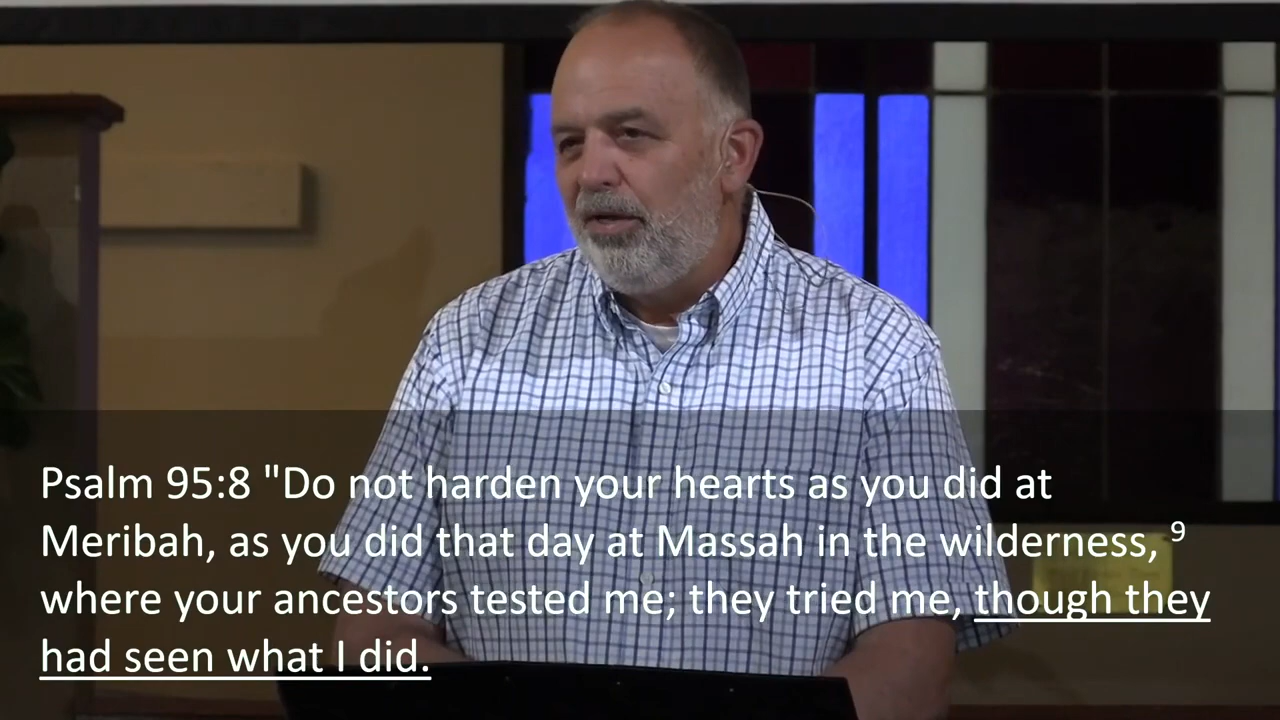 Psalm 95:8 "Do not harden your hearts as you did at
Meribah, as you did that day at Massah in the wilderness, ⁹
where your ancestors tested me; they tried me, though they
had seen what I did.